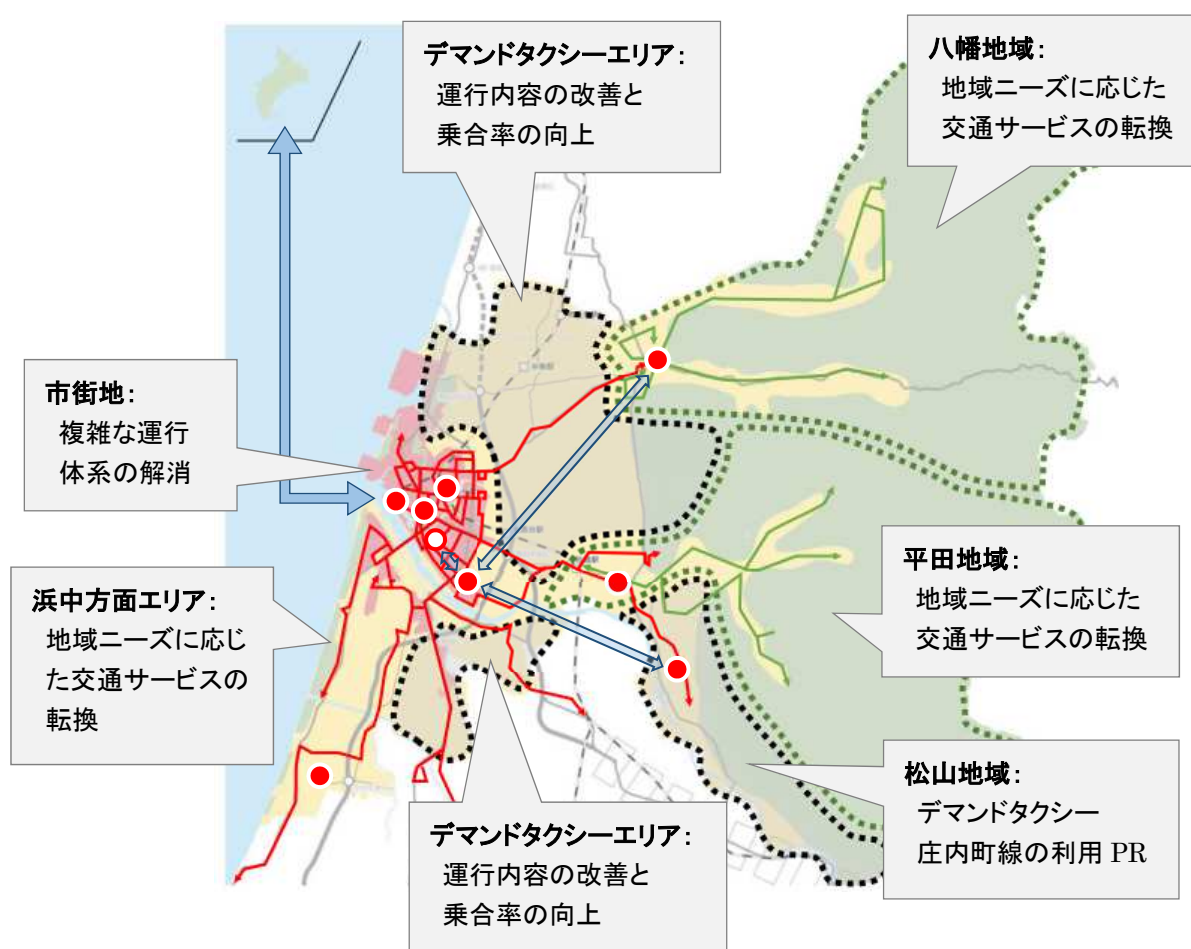 デマンドタクシーエリア：
運行内容の改善と
乗合率の向上
八幡地域：
地域ニーズに応じた
交通サービスの転換
市街地：
複雑な運行
体系の解消
浜中方面エリア：
地域ニーズに応じ
た交通サービスの
転換
平田地域：
地域ニーズに応じた
交通サービスの転換
松山地域：
デマンドタクシー
庄内町線の利用 PR
デマンドタクシーエリア：
運行内容の改善と
乗合率の向上